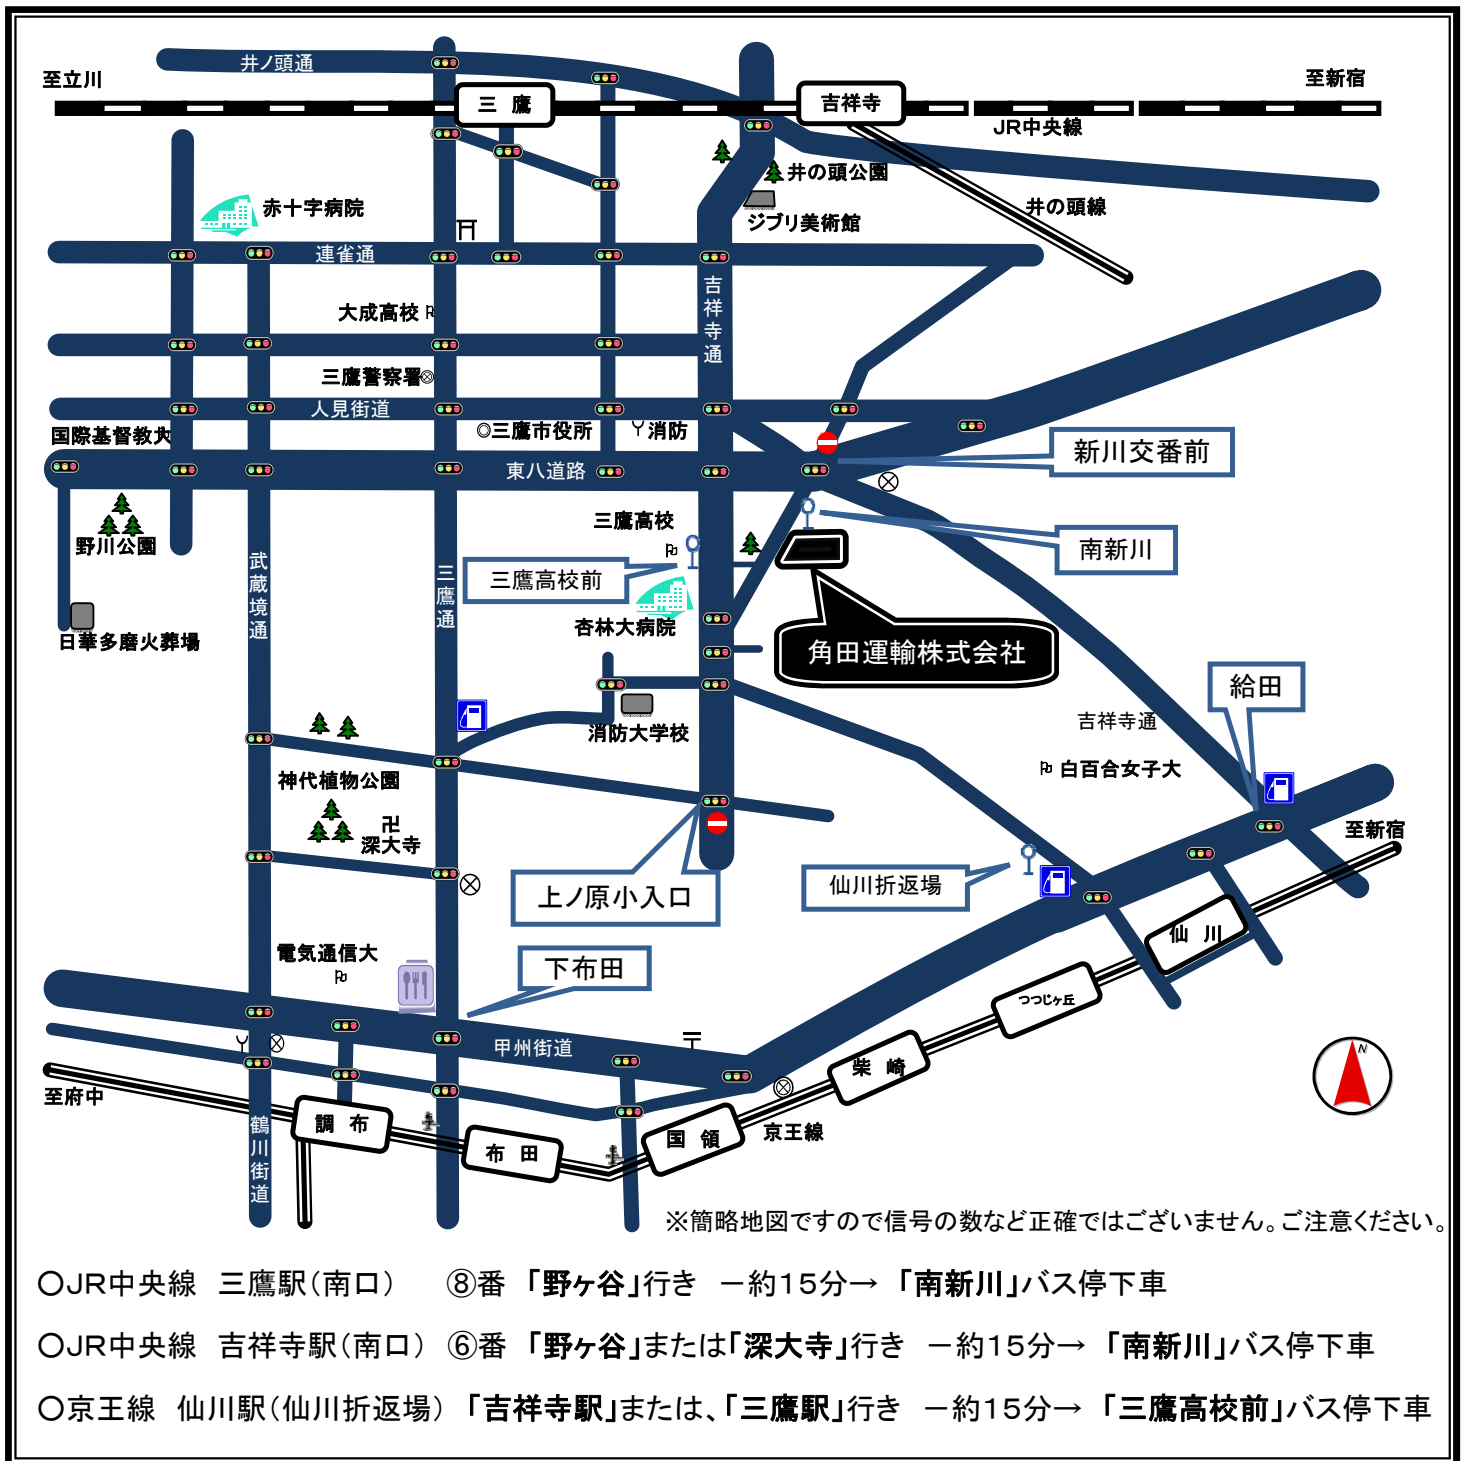 井ノ頭通
至立川
至新宿
三 鷹
吉祥寺
JR中央線
井の頭公園
赤十字病院
井の頭線
ジブリ美術館
連雀通
吉祥寺通
大成高校
三鷹警察署
人見街道
国際基督教大
◎三鷹市役所
消防
新川交番前
東八道路
三鷹高校
南新川
野川公園
武蔵境通
三鷹通
三鷹高校前
杏林大病院
日華多磨火葬場
角田運輸株式会社
給田
吉祥寺通
消防大学校
白百合女子大
神代植物公園
卍
深大寺
至新宿
仙川折返場
上ノ原小入口
仙 川
電気通信大
下布田
つつじヶ丘
甲州街道
〒
柴 崎
N
至府中
調 布
鶴川街道
布 田
国 領
京王線
※簡略地図ですので信号の数など正確ではございません。ご注意ください。
○JR中央線 三鷹駅(南口) ⑧番 「野ヶ谷」行き －約15分→ 「南新川」バス停下車
○JR中央線 吉祥寺駅(南口) ⑥番 「野ヶ谷」または「深大寺」行き －約15分→ 「南新川」バス停下車
○京王線 仙川駅(仙川折返場) 「吉祥寺駅」または、「三鷹駅」行き －約15分→ 「三鷹高校前」バス停下車